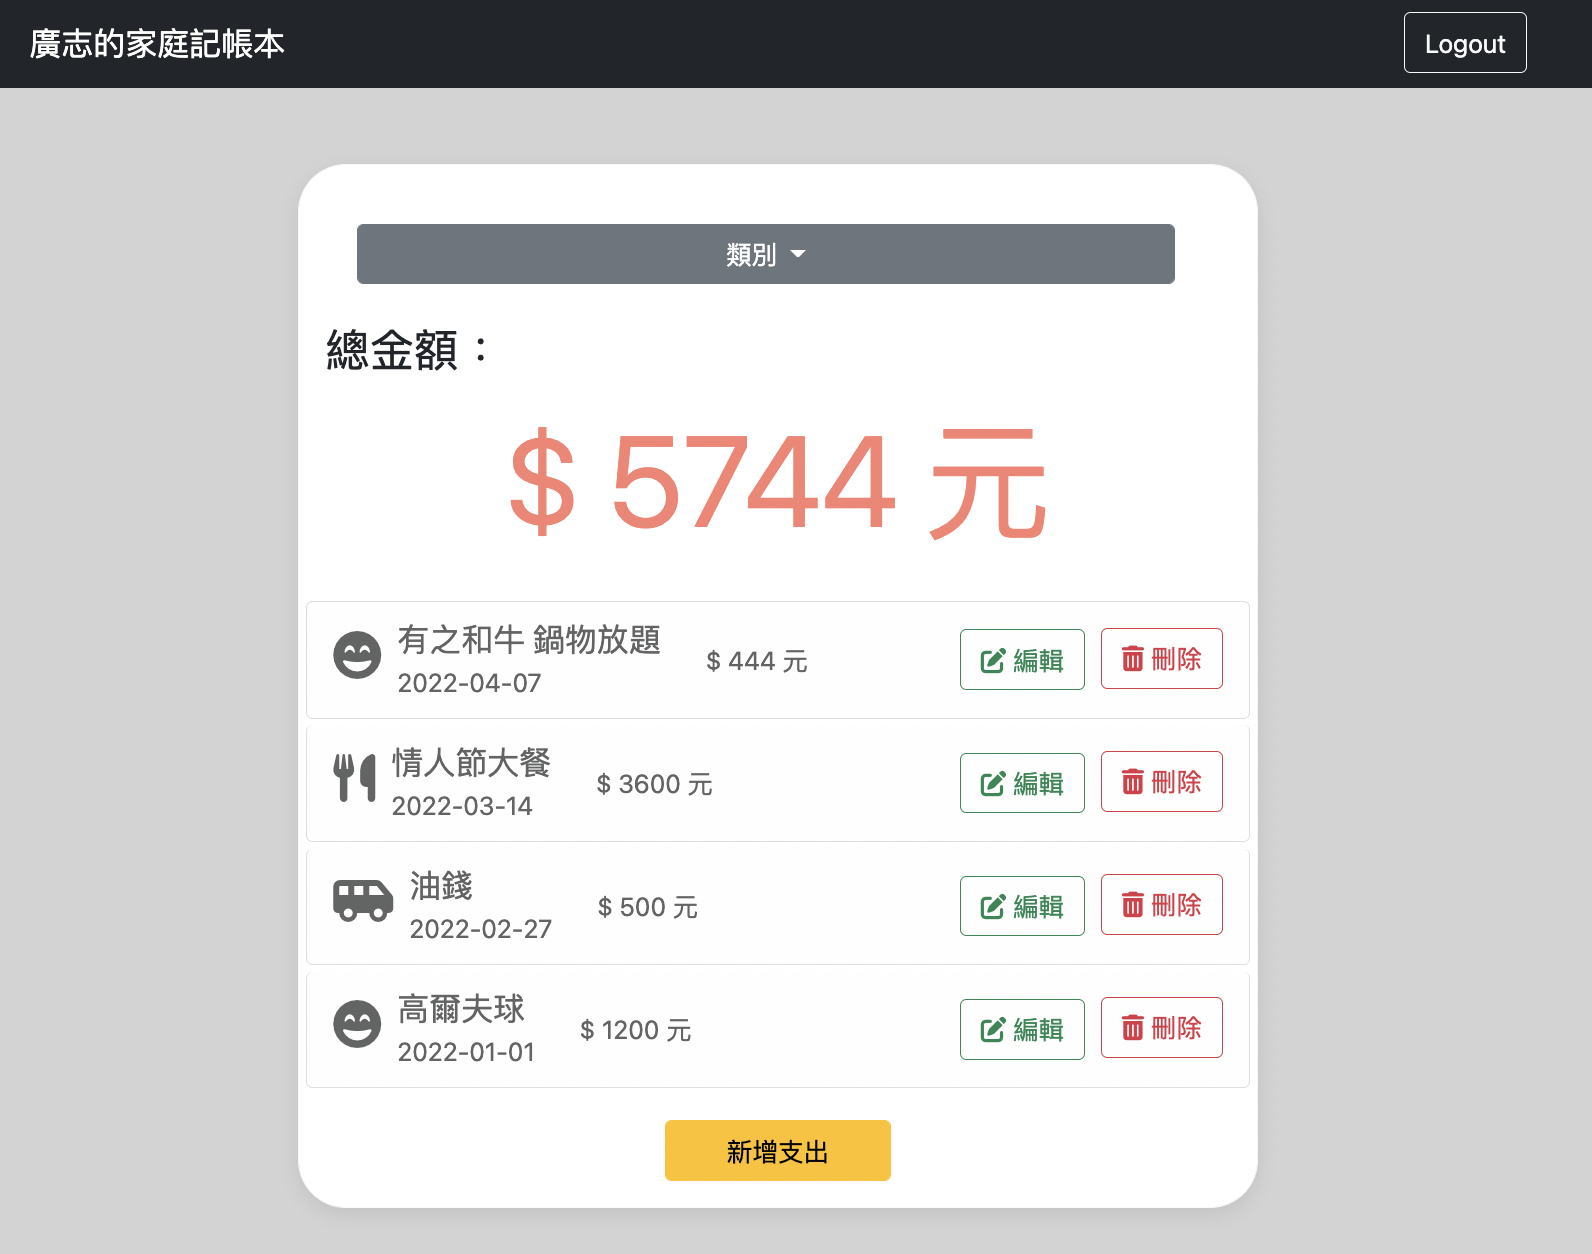 廣志的家庭記帳本
Logout
類別
總金額：
$ 5744 元
有之和牛 鍋物放題
2022-04-07
$ 444 元
編輯
刪除
情人節大餐
2022-03-14
$ 3600 元
編輯
刪除
油錢
2022-02-27
$ 500 元
編輯
刪除
高爾夫球
2022-01-01
$ 1200 元
編輯
刪除
新增支出